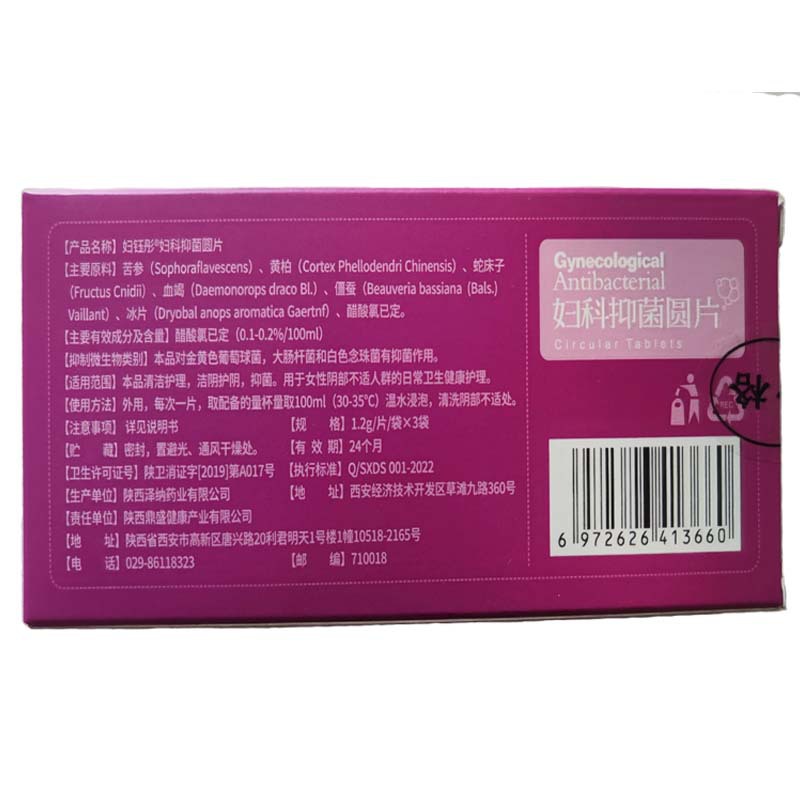 【产品名称】妇钰彤®妇科抑菌圆片
【主要原料】苦参（Sophoraflavescens）、黄柏（Cortex Phellodendri Chinensis）、蛇床子
（Fructus Cnidii）、血竭（Daemonorops draco Bl.）、僵蚕（Beauveria bassiana (Bals.)
Vaillant）、冰片（Dryobal anops aromatica Gaertnf）、醋酸氯己定.
【主要有效成分及含量】醋酸氯已定（0.1-0.2%/100ml）
【抑制微生物类别】本品对金黄色葡萄球菌，大肠杆菌和白色念珠菌有抑菌作用。
【适用范围】本品清洁护理，洁阴护阴，抑菌。用于女性阴部不适人群的日常卫生健康护理。
【使用方法】外用，每次一片，取配备的量杯量取100ml（30-35℃）温水浸泡，清洗阴部不适处。
【注意事项】详见说明书 【规 格】1.2g/片/袋×3袋
【贮 藏】密封，置避光、通风干燥处。 【有 效 期】24个月
【卫生许可证号】陕卫消证字[2019]第A017号 【执行标准】Q/SXDS 001-2022
【生产单位】陕西泽纳药业有限公司 【地 址】西安经济技术开发区草滩九路360号
【责任单位】陕西鼎盛健康产业有限公司
【地 址】陕西省西安市高新区唐兴路20利君明天1号楼1幢10518-2165号
【电 话】029-86118323 【邮 编】710018
Gynecological
Antibacterial
妇科抑菌圆片
Circular Tablets
REC
格
6 972626 413660